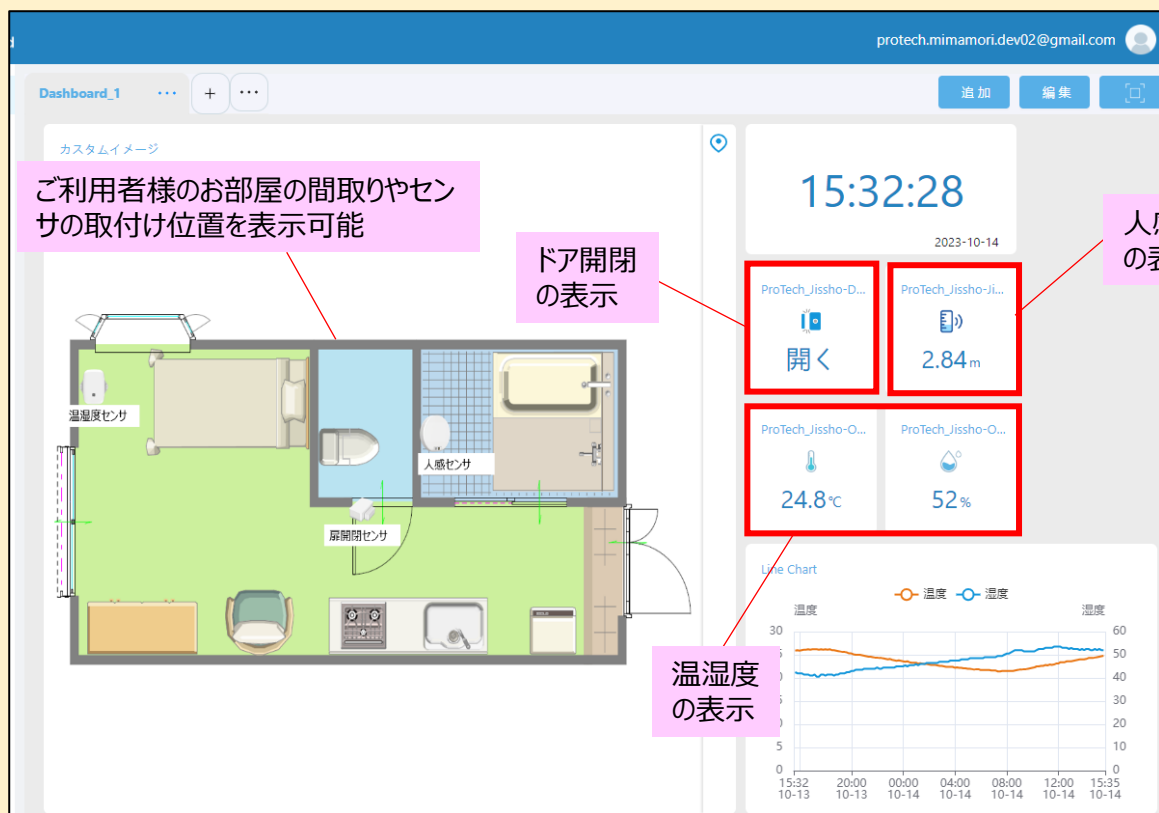 protech.mimamori.dev02@gmail.com
Dashboard_1 ··· + ···
追加 編集
カスタムイメージ
ご利用者様のお部屋の間取りやセン
サの取付け位置を表示可能
15:32:28
2023-10-14
ドア開閉
の表示
ProTech_Jissho-D...
開く
ProTech_Jissho-Ji...
2.84m
ProTech_Jissho-O...
24.8℃
ProTech_Jissho-O...
52%
温湿度センサ
人感センサ
扉開閉センサ
温湿度
の表示
Line Chart
温度 湿度
温度 湿度
30
5
0
60
50
40
30
20
10
0
15:32 20:00 00:00 04:00 08:00 12:00 15:35
10-13 10-13 10-14 10-14 10-14 10-14 10-14